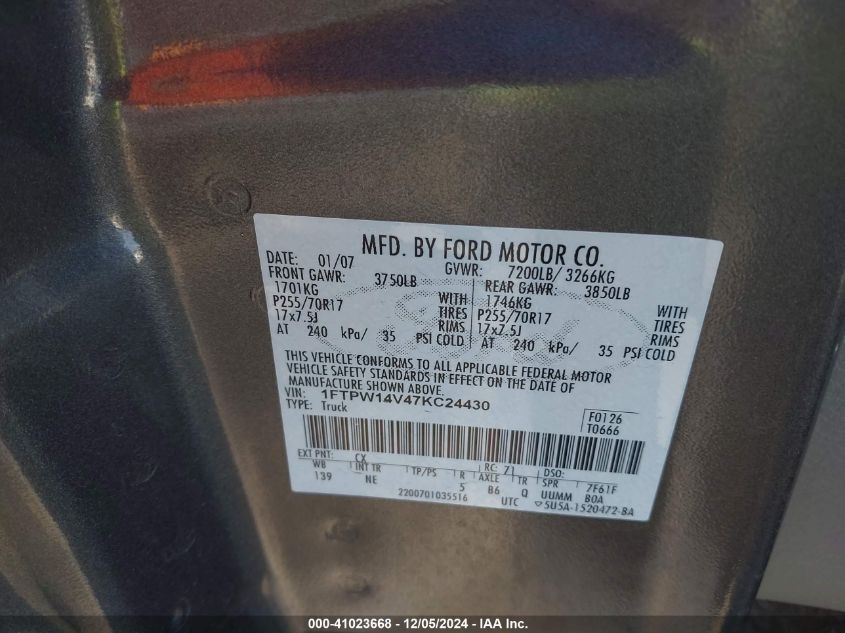 MFD. BY FORD MOTOR CO.
DATE: 01/07 GVWR: 7200LB/ 3266KG
FRONT GAWR: 3750LB REAR GAWR: 3850LB
1701KG WITH 1746KG WITH
P255/70R17 TIRES P255/70R17 TIRES
17x7.5J RIMS 17x7.5J RIMS
AT 240 kPa/ 35 PSI COLD AT 240 kPa/ 35 PSI COLD
THIS VEHICLE CONFORMS TO ALL APPLICABLE FEDERAL MOTOR
VEHICLE SAFETY STANDARDS IN EFFECT ON THE DATE OF
MANUFACTURE SHOWN ABOVE.
VIN: 1FTPW14V47KC24430
TYPE: Truck
F0126
T0666
EXT PNT: CX RC: 71 DSO:
WB INT TR TP/PS R AXLE TR SPR 7F61F
139 NE 5 B6 Q UUMM BOA
2200701035516 UTC 5U5A-1520472-BA
000-41023668 - 12/05/2024 - IAA Inc.